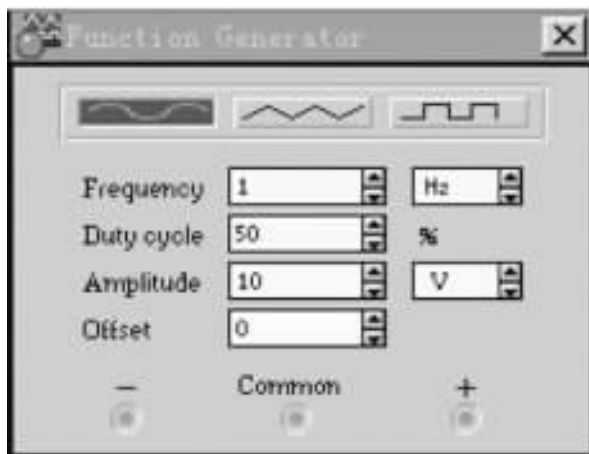 Function Generator
Frequency 1 Hz
Duty cycle 50 %
Amplitude 10 V
Offset 0
− Common +